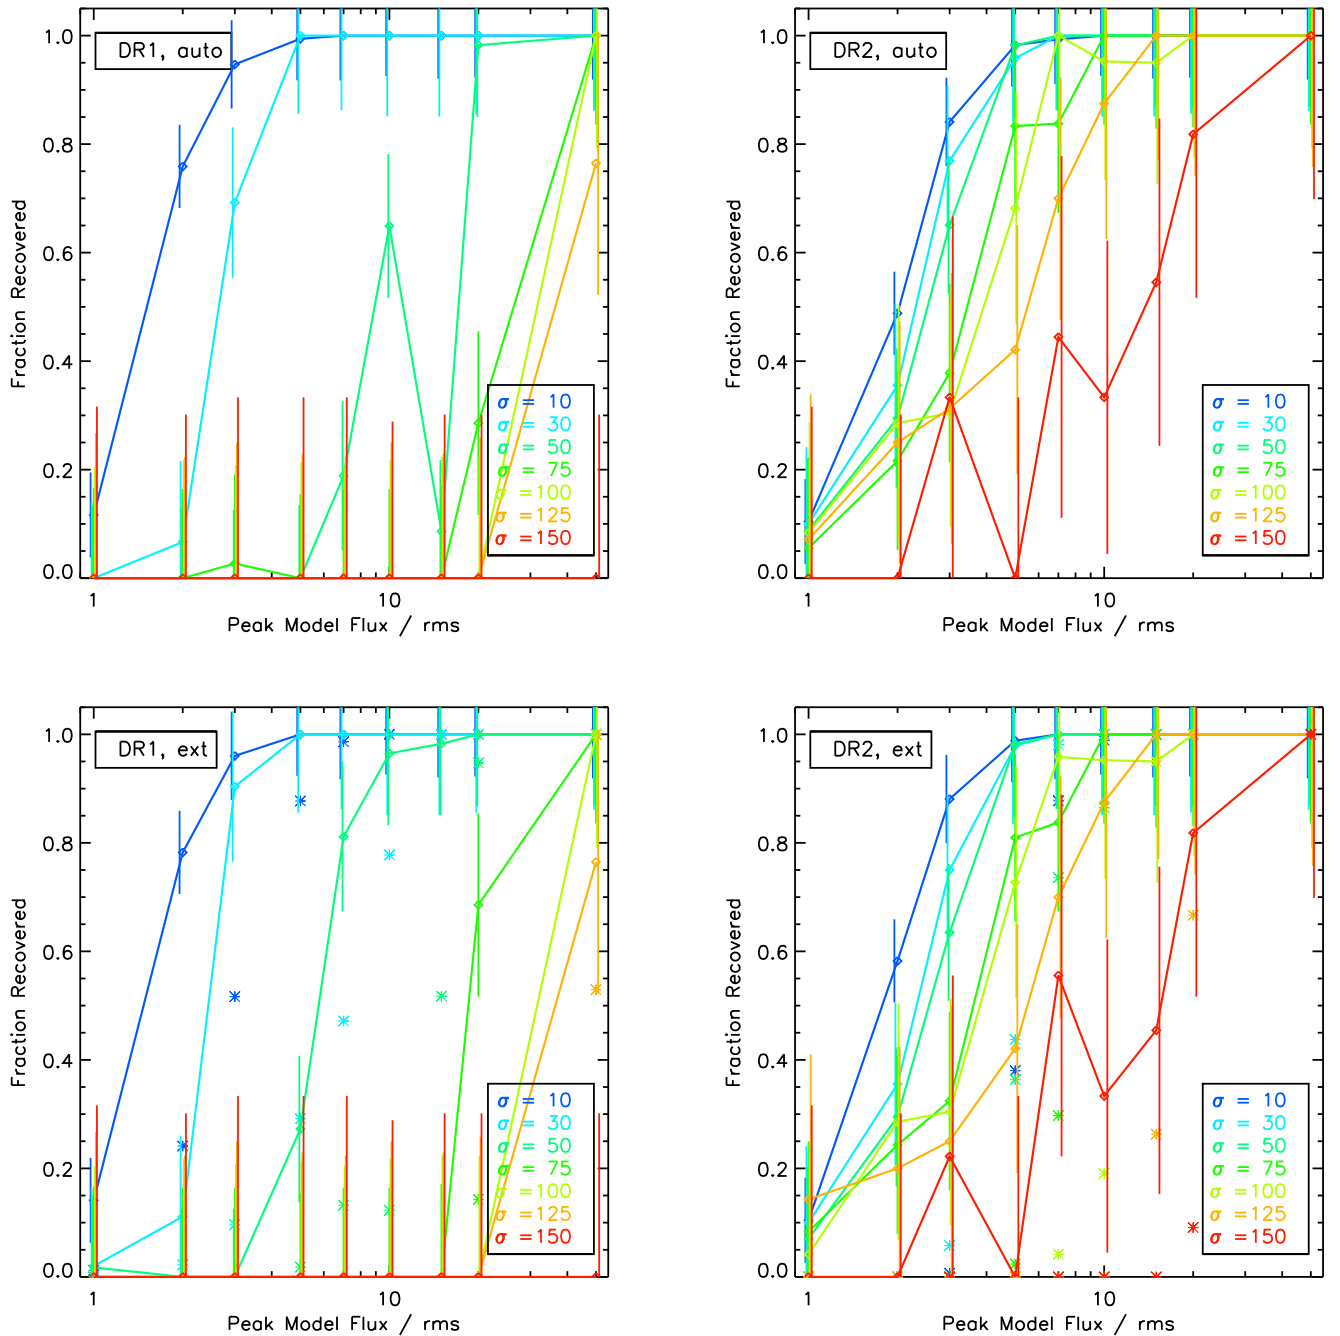 DR1, auto
1.0
0.8
0.6
0.4
0.2
0.0
Fraction Recovered
σ = 10
σ = 30
σ = 50
σ = 75
σ =100
σ =125
σ =150
1
10
Peak Model Flux / rms
DR2, auto
1.0
0.8
0.6
0.4
0.2
0.0
Fraction Recovered
σ = 10
σ = 30
σ = 50
σ = 75
σ =100
σ =125
σ =150
1
10
Peak Model Flux / rms
DR1, ext
1.0
0.8
0.6
0.4
0.2
0.0
Fraction Recovered
σ = 10
σ = 30
σ = 50
σ = 75
σ =100
σ =125
σ =150
1
10
Peak Model Flux / rms
DR2, ext
1.0
0.8
0.6
0.4
0.2
0.0
Fraction Recovered
σ = 10
σ = 30
σ = 50
σ = 75
σ =100
σ =125
σ =150
1
10
Peak Model Flux / rms